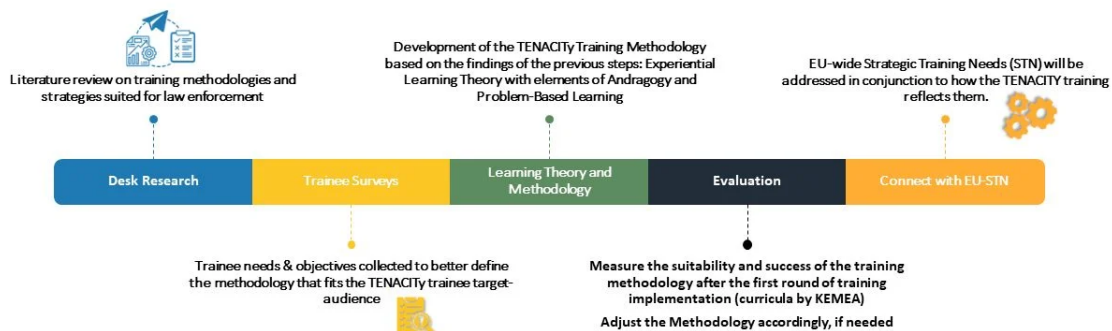 Literature review on training methodologies and
strategies suited for law enforcement
Development of the TENACITy Training Methodology
based on the findings of the previous steps: Experiential
Learning Theory with elements of Andragogy and
Problem-Based Learning
EU-wide Strategic Training Needs (STN) will be
addressed in conjunction to how the TENACITY training
reflects them.
Desk Research
Trainee Surveys
Learning Theory and
Methodology
Evaluation
Connect with EU-STN
Trainee needs & objectives collected to better define
the methodology that fits the TENACITy trainee target-
audience
Measure the suitability and success of the training
methodology after the first round of training
implementation (curricula by KEMEA)
Adjust the Methodology accordingly, if needed